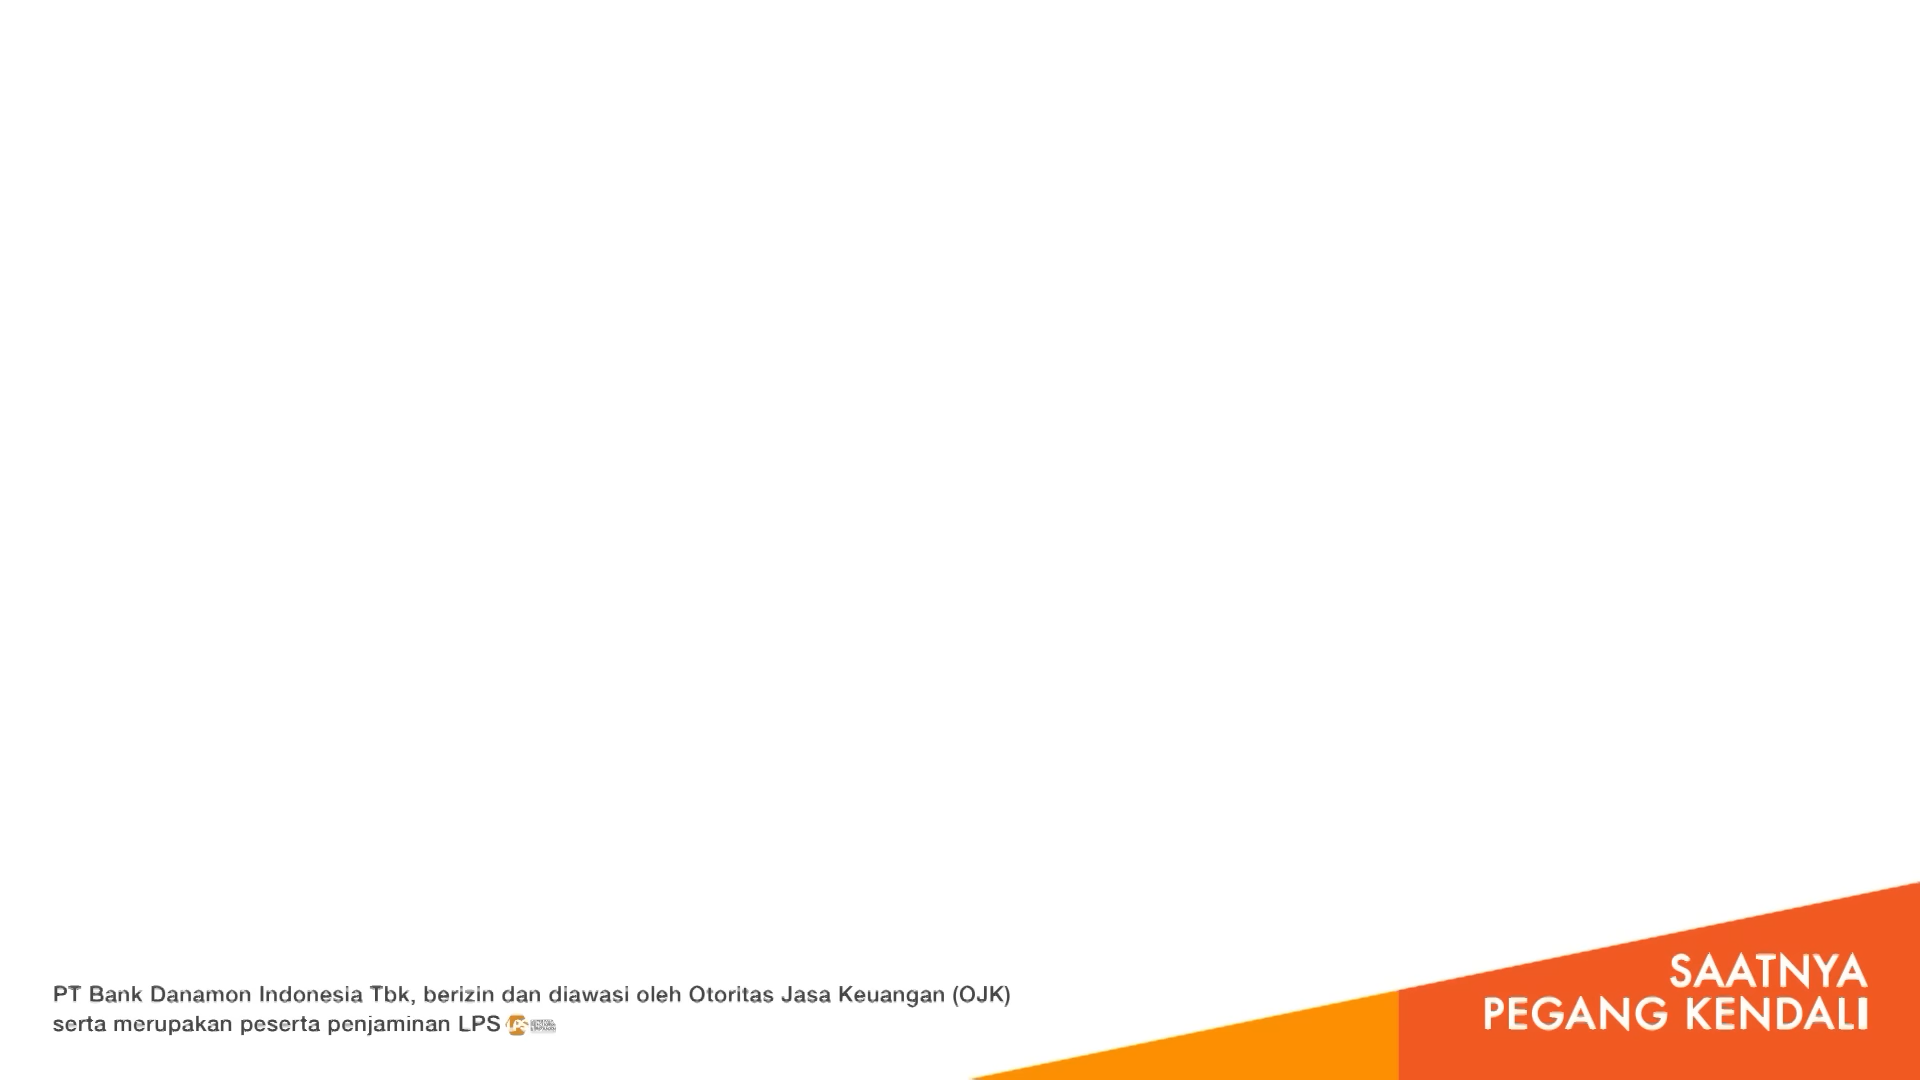 PT Bank Danamon Indonesia Tbk, berizin dan diawasi oleh Otoritas Jasa Keuangan (OJK)
serta merupakan peserta penjaminan LPS LPS
SAATNYA
PEGANG KENDALI